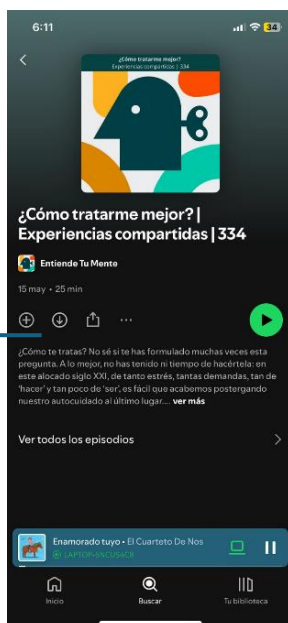 6:11
34
¿Cómo tratarme mejor?
Experiencias compartidas | 334
¿Cómo tratarme mejor? |
Experiencias compartidas | 334
Entiende Tu Mente
15 may • 25 min
¿Cómo te tratas? No sé si te has formulado muchas veces esta
pregunta. A lo mejor, no has tenido ni tiempo de hacértela: en
este alocado siglo XXI, de tanto estrés, tantas demandas, tan de
'hacer' y tan poco de 'ser', es fácil que acabemos postergando
nuestro autocuidado al último lugar.... ver más
Ver todos los episodios
Enamorado tuyo • El Cuarteto De Nos
Inicio
Buscar
Tu biblioteca